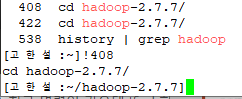 408 cd hadoop-2.7.7/
422 cd hadoop-2.7.7/
538 history | grep hadoop
[고 한 설 :~]!408
cd hadoop-2.7.7/
[고 한 설 :~/hadoop-2.7.7]